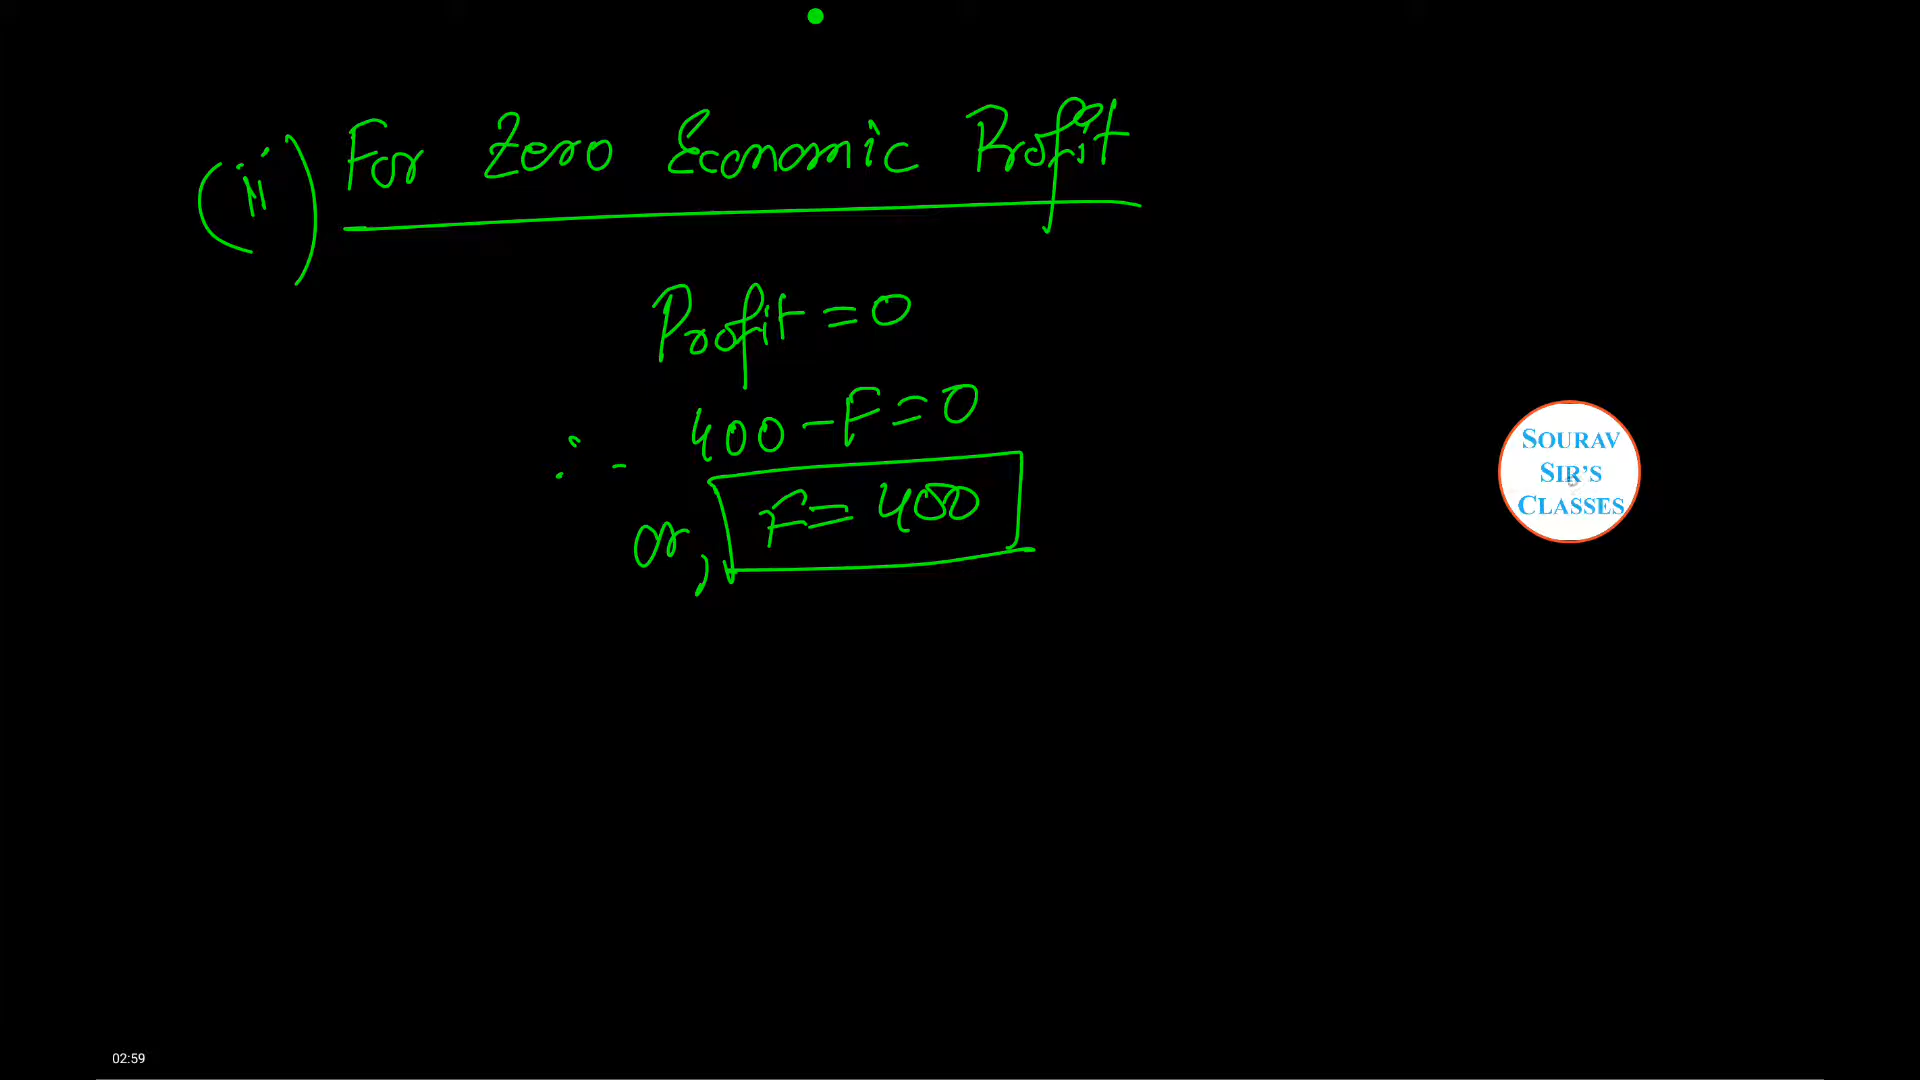 (ii) For Zero Economic Profit
Profit = 0
∴ - 400 - F = 0
or, F = 400
SOURAV
SIR'S
CLASSES
02:59